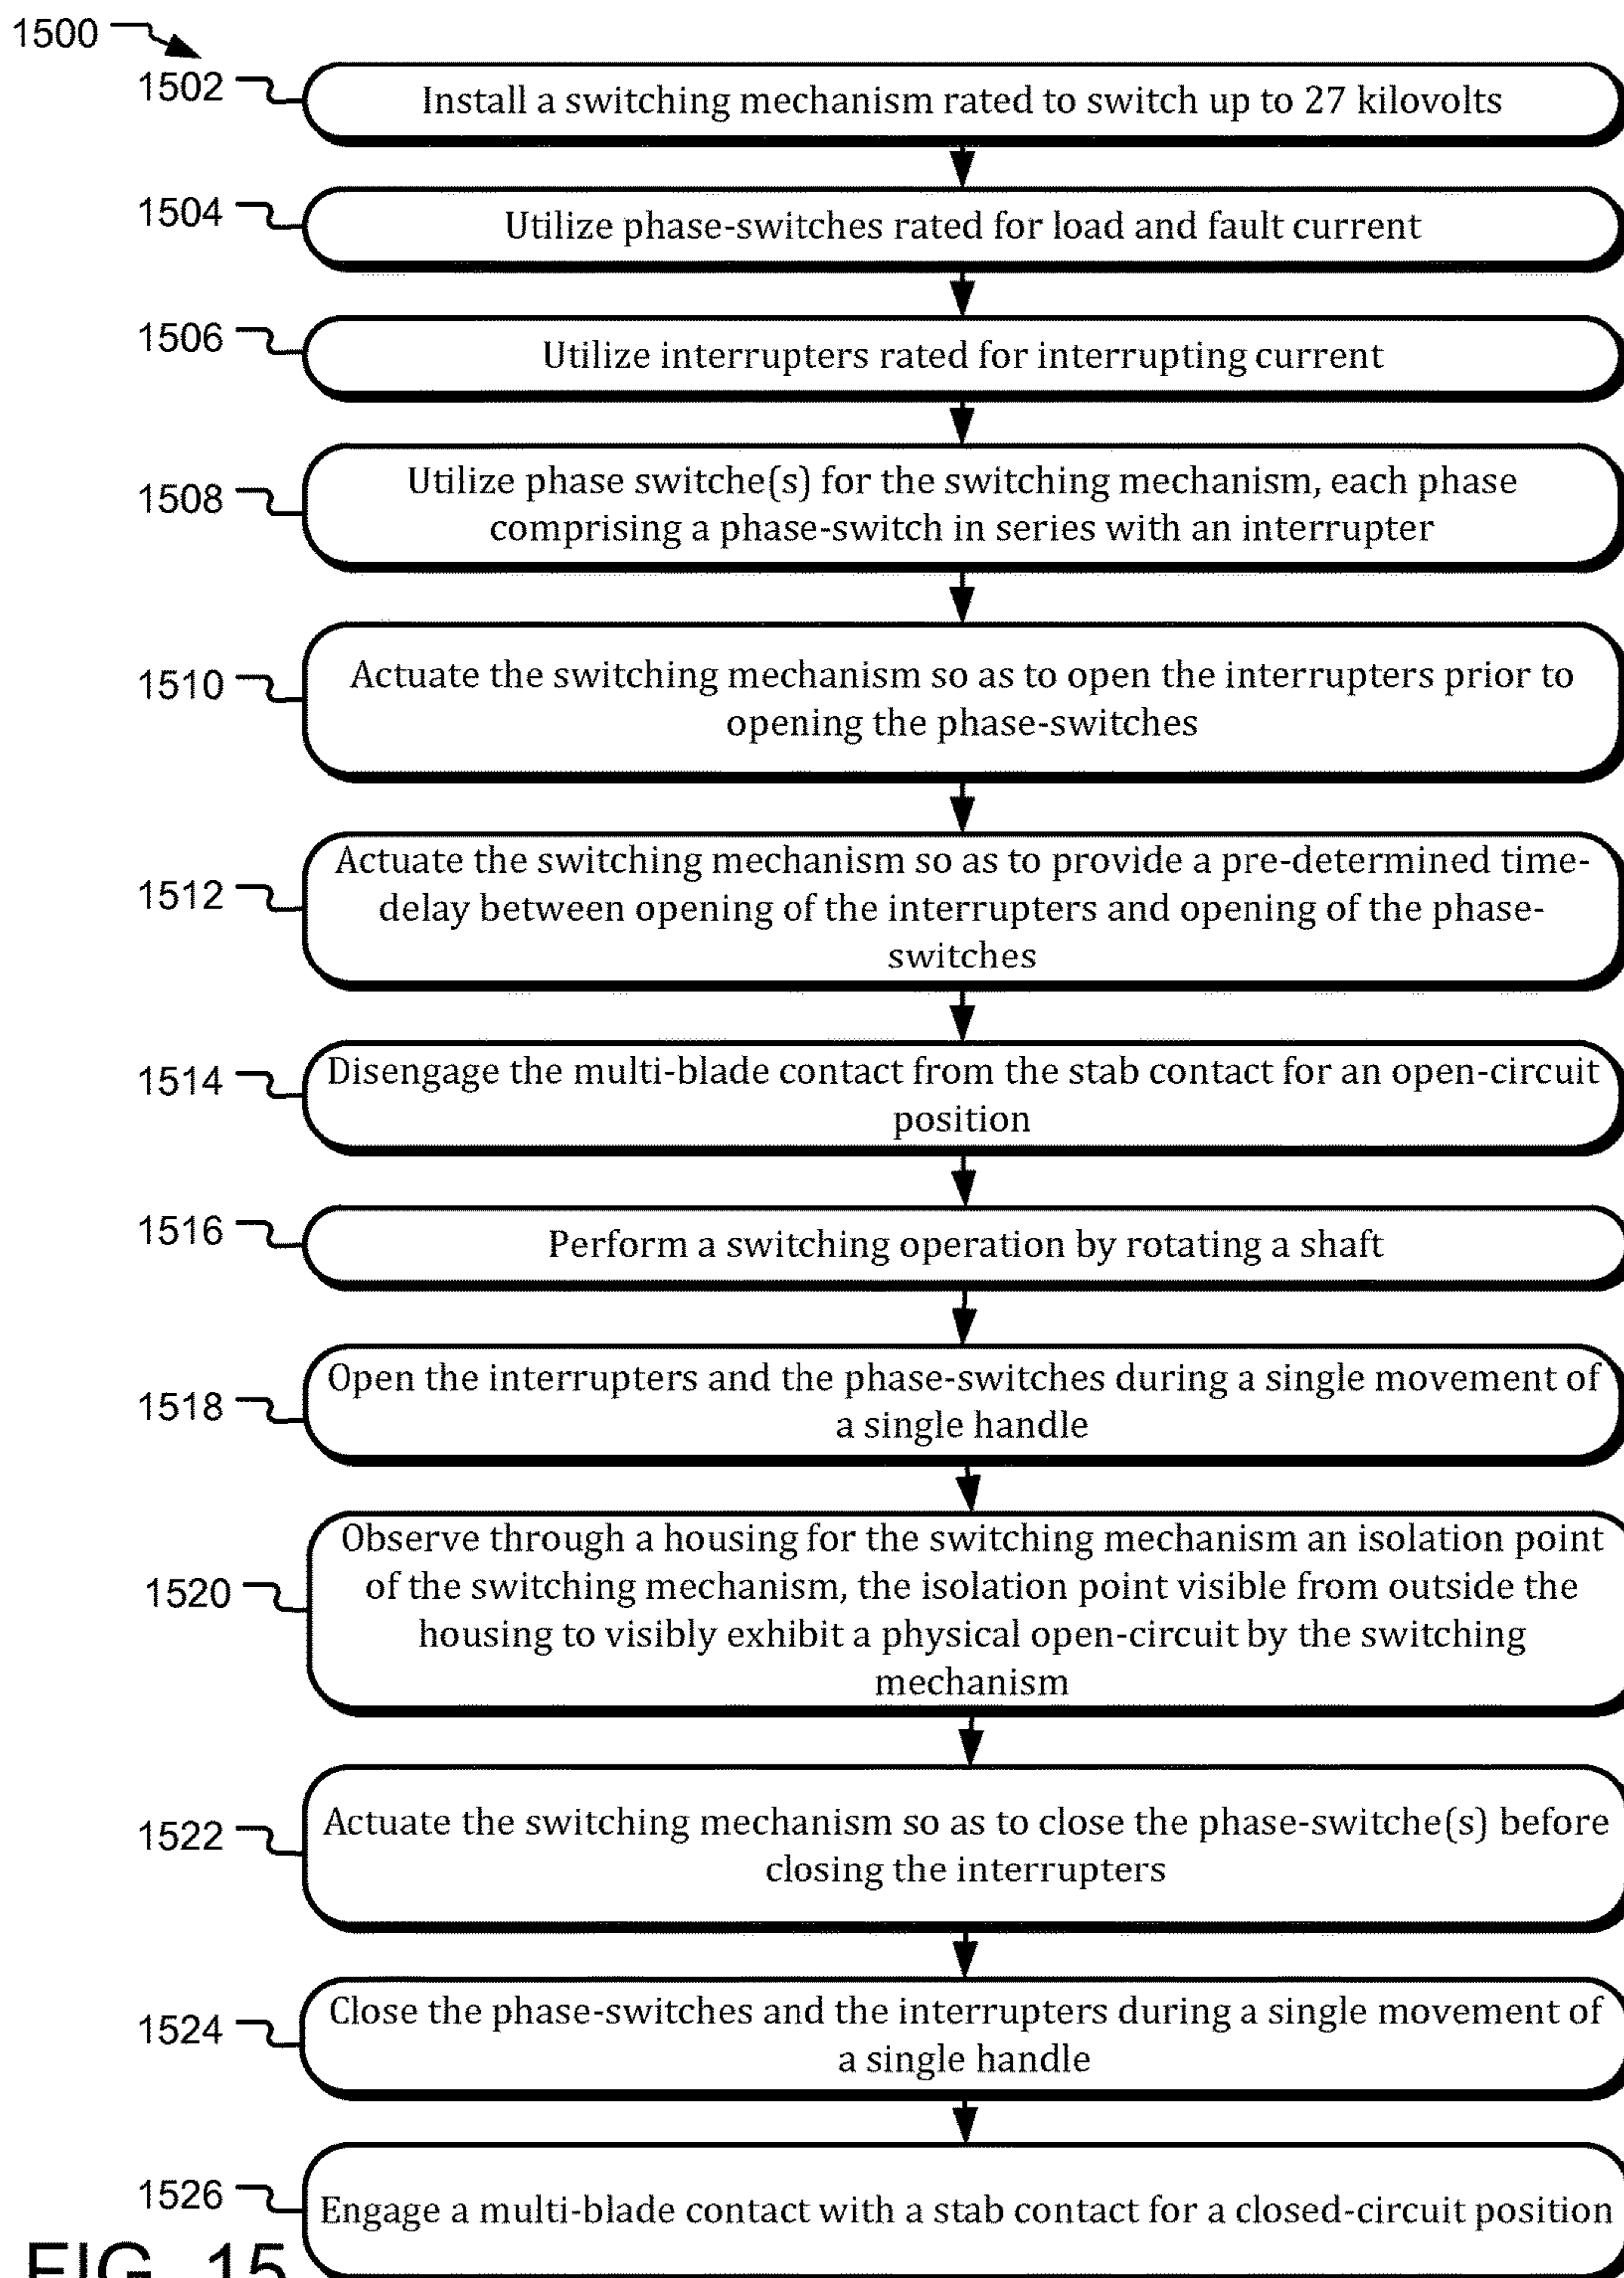 1500
1502
Install a switching mechanism rated to switch up to 27 kilovolts
1504
Utilize phase-switches rated for load and fault current
1506
Utilize interrupters rated for interrupting current
1508
Utilize phase switche(s) for the switching mechanism, each phase
comprising a phase-switch in series with an interrupter
1510
Actuate the switching mechanism so as to open the interrupters prior to
opening the phase-switches
1512
Actuate the switching mechanism so as to provide a pre-determined time-
delay between opening of the interrupters and opening of the phase-
switches
1514
Disengage the multi-blade contact from the stab contact for an open-circuit
position
1516
Perform a switching operation by rotating a shaft
1518
Open the interrupters and the phase-switches during a single movement of
a single handle
1520
Observe through a housing for the switching mechanism an isolation point
of the switching mechanism, the isolation point visible from outside the
housing to visibly exhibit a physical open-circuit by the switching
mechanism
1522
Actuate the switching mechanism so as to close the phase-switche(s) before
closing the interrupters
1524
Close the phase-switches and the interrupters during a single movement of
a single handle
1526
Engage a multi-blade contact with a stab contact for a closed-circuit position
FIG. 15